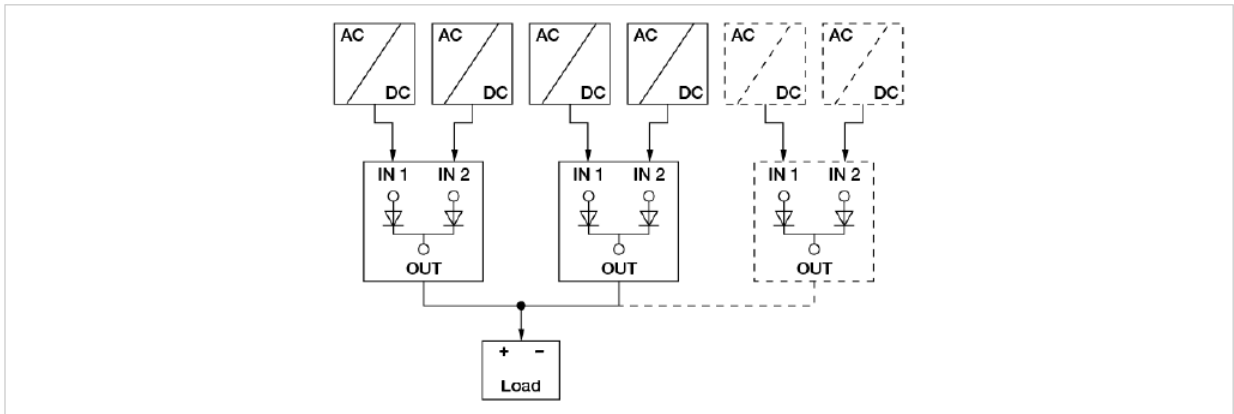 AC AC AC AC AC AC
DC DC DC DC DC DC
IN 1 IN 2 IN 1 IN 2 IN 1 IN 2
OUT OUT OUT
+ −
Load